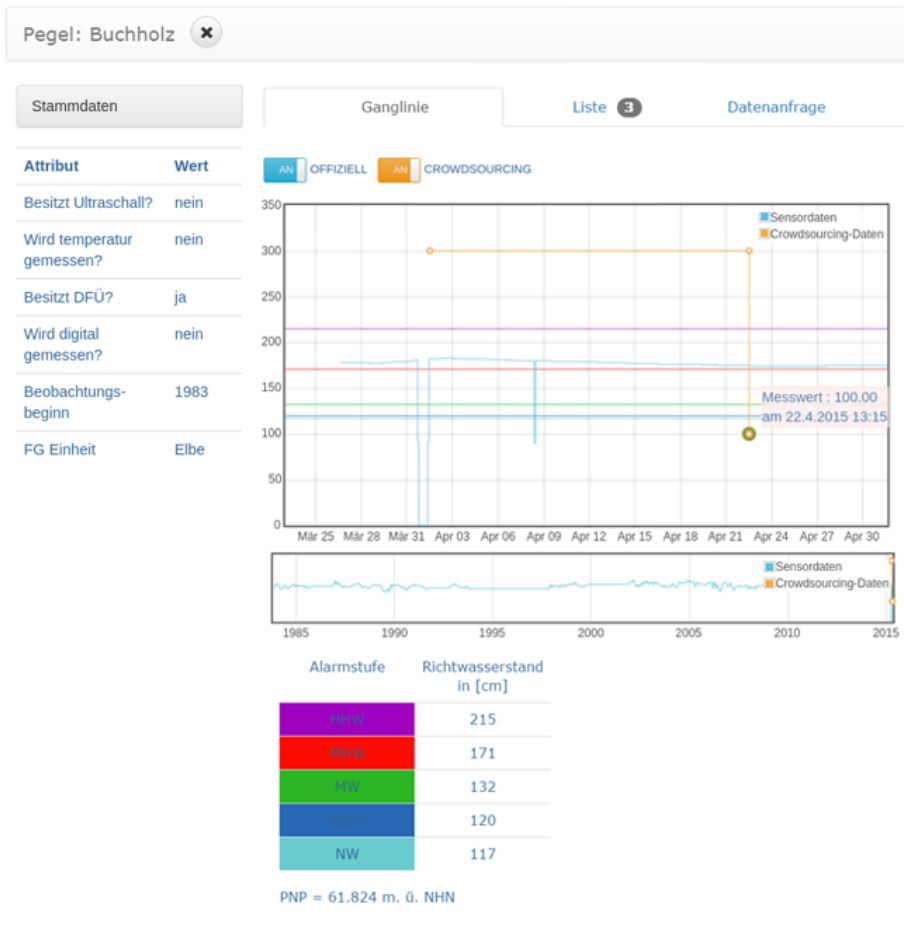 Pegel: Buchholz
Stammdaten
Attribut Wert
Besitzt Ultraschall? nein
Wird temperatur nein
gemessen?
Besitzt DFÜ? ja
Wird digital nein
gemessen?
Beobachtungs- 1983
beginn
FG Einheit Elbe
Ganglinie Liste 3 Datenanfrage
AN OFFIZIELL AN CROWDSOURCING
350
300
250
200
150
100
50
0
Sensordaten
Crowdsourcing-Daten
Messwert : 100.00
am 22.4.2015 13:15
Mär 25 Mär 28 Mär 31 Apr 03 Apr 06 Apr 09 Apr 12 Apr 15 Apr 18 Apr 21 Apr 24 Apr 27 Apr 30
Sensordaten
Crowdsourcing-Daten
1985 1990 1995 2000 2005 2010 2015
Alarmstufe Richtwasserstand
in [cm]
HHW 215
MHW 171
MW 132
120
NW 117
PNP = 61.824 m. ü. NHN